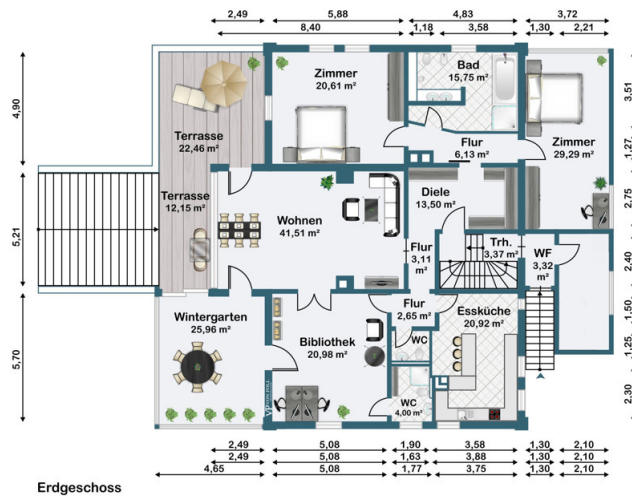 2,49 5,88 4,83 3,72
8,40 1,18 3,58 1,30 2,21
4,90
5,21
5,70
3,51
1,27
2,75
2,40
1,50
1,25
2,30
Zimmer
20,61 m²
Bad
15,75 m²
Terrasse
22,46 m²
Flur
6,13 m²
Zimmer
29,29 m²
Terrasse
12,15 m²
Diele
13,50 m²
Wohnen
41,51 m²
Flur
3,11
m²
Trh.
3,37 m²
WF
3,32
m²
Wintergarten
25,96 m²
Flur
2,65 m²
Essküche
20,92 m²
Bibliothek
20,98 m²
WC
WC
4,00 m²
2,49 5,08 1,90 3,58 1,30 2,10
2,49 5,08 1,63 3,88 1,30 2,10
4,65 5,08 1,77 3,75 1,30 2,10
Erdgeschoss